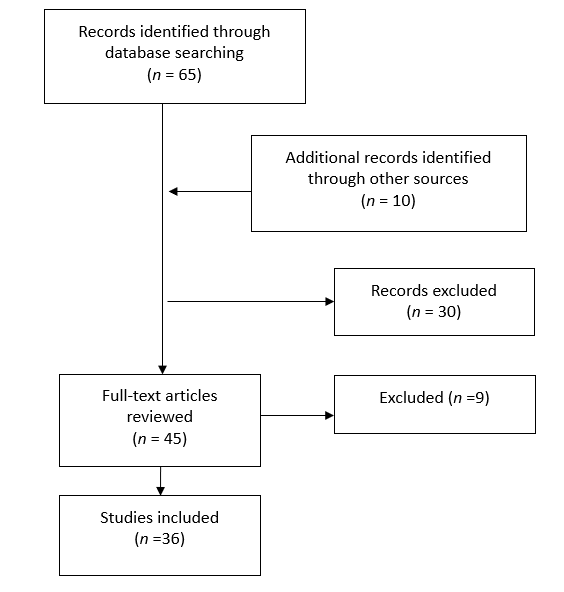 Records identified through
database searching
(n = 65)
Additional records identified
through other sources
(n = 10)
Records excluded
(n = 30)
Full-text articles
reviewed
(n = 45)
Excluded (n =9)
Studies included
(n =36)